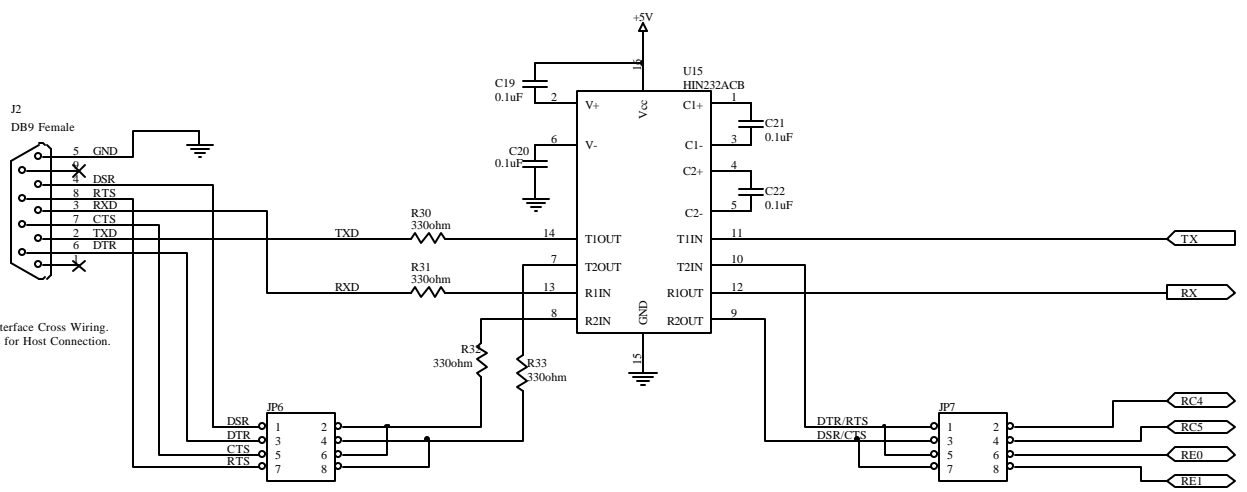 +5V
16
U15
HIN232ACB
C19
0.1uF
2
V+
Vcc
C1+
1
C21
0.1uF
C1-
3
6
V-
C20
0.1uF
C2+
4
C22
0.1uF
C2-
5
J2
DB9 Female
5 GND
9
4 DSR
8 RTS
3 RXD
7 CTS
2 TXD
6 DTR
1
TXD
R30
330ohm
14
T1OUT
T1IN
11
TX
7
T2OUT
T2IN
10
RXD
R31
330ohm
13
R1IN
R1OUT
12
RX
8
R2IN
GND
R2OUT
9
15
terface Cross Wiring.
for Host Connection.
R32
330ohm
R33
330ohm
JP6
DSR 1 2
DTR 3 4
CTS 5 6
RTS 7 8
JP7
DTR/RTS 1 2
DSR/CTS 3 4
5 6
7 8
RC4
RC5
RE0
RE1